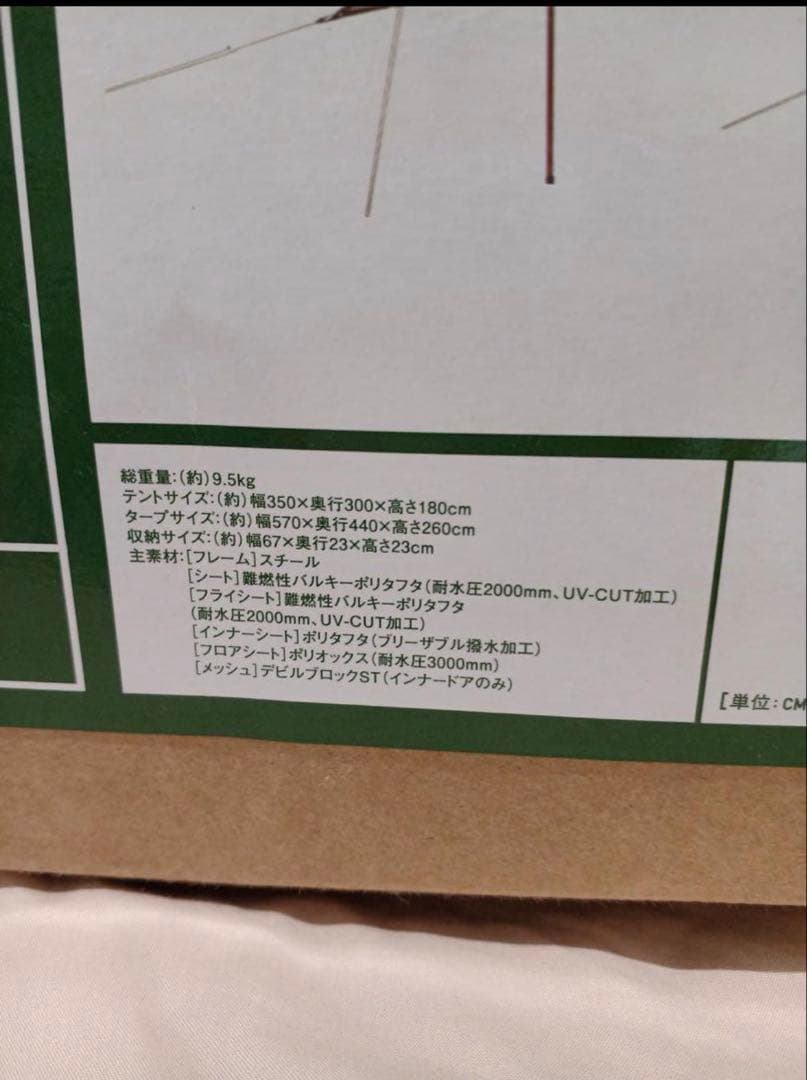 総重量:(約)9.5kg
テントサイズ:(約)幅350×奥行300×高さ180cm
タープサイズ:(約)幅570×奥行440×高さ260cm
収納サイズ:(約)幅67×奥行23×高さ23cm
主素材:[フレーム]スチール
[シート]難燃性バルキーポリタフタ(耐水圧2000mm、UV-CUT加工)
[フライシート]難燃性バルキーポリタフタ
(耐水圧2000mm、UV-CUT加工)
[インナーシート]ポリタフタ(ブリーザブル撥水加工)
[フロアシート]ポリオックス(耐水圧3000mm)
[メッシュ]デビルブロックST(インナードアのみ)
[単位:CM